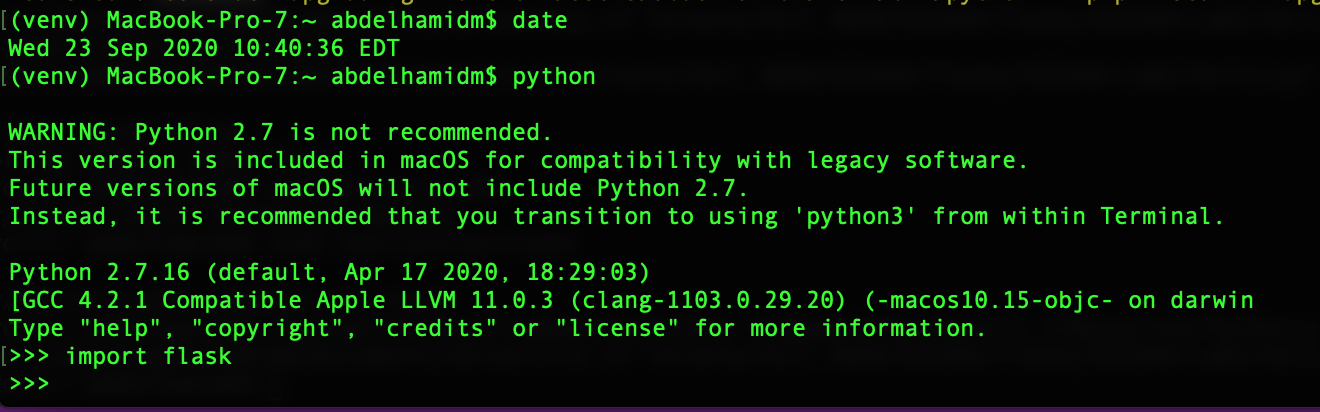 [(venv) MacBook-Pro-7:~ abdelhamidm$ date
Wed 23 Sep 2020 10:40:36 EDT
[(venv) MacBook-Pro-7:~ abdelhamidm$ python
WARNING: Python 2.7 is not recommended.
This version is included in macOS for compatibility with legacy software.
Future versions of macOS will not include Python 2.7.
Instead, it is recommended that you transition to using 'python3' from within Terminal.
Python 2.7.16 (default, Apr 17 2020, 18:29:03)
[GCC 4.2.1 Compatible Apple LLVM 11.0.3 (clang-1103.0.29.20) (-macos10.15-objc- on darwin
Type "help", "copyright", "credits" or "license" for more information.
[>>> import flask
>>>